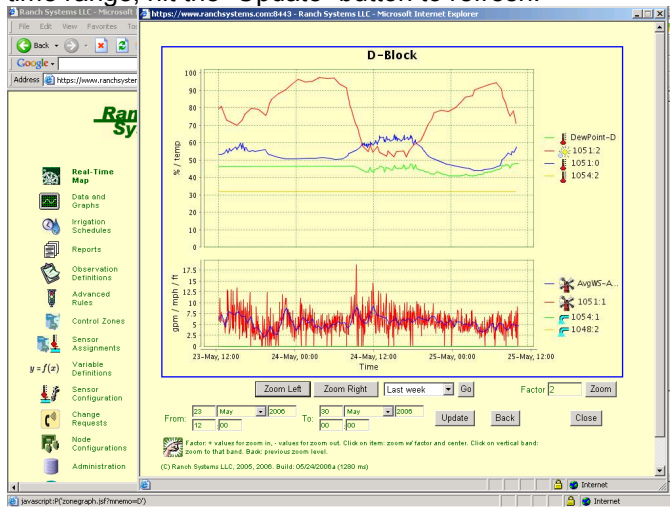 time range, hit the "Update" button to refresh.
Ranch Systems LLC - Microsoft I
https://www.ranchsystems.com:8443 - Ranch Systems LLC - Microsoft Internet Explorer
File Edit View Favorites Too
Back
Google
Address https://www.ranchsyster
Ran
Sy
Real-Time
Map
Data and
Graphs
Irrigation
Schedules
Reports
Observation
Definitions
Advanced
Rules
Control Zones
Sensor
Assignments
y = f(x) Variable
Definitions
Sensor
Configuration
Change
Requests
Node
Configurations
Administration
D-Block
% / temp
100
90
80
70
60
50
40
30
20
10
0
DewPoint-D
1051:2
1051:0
1054:2
gpm / mph / ft
17.5
15
12.5
10
7.5
5
2.5
0
AvgWS-A...
1051:1
1054:1
1048:2
23-May, 12:00 24-May, 00:00 24-May, 12:00 25-May, 00:00 25-May, 12:00
Time
Zoom Left Zoom Right Last week Go Factor 2 Zoom
From: 23 May 2006 To: 30 May 2006 Update Back Close
12 :00 00 :00
Factor: + values for zoom in, - values for zoom out. Click on item: zoom w/ factor and center. Click on vertical band:
zoom to that band. Back: previous zoom level.
(C) Ranch Systems LLC, 2005, 2006. Build: 05/24/2006a (1280 ms)
Internet
javascript:P('zonegraph.jsf?mnemo=D') Internet